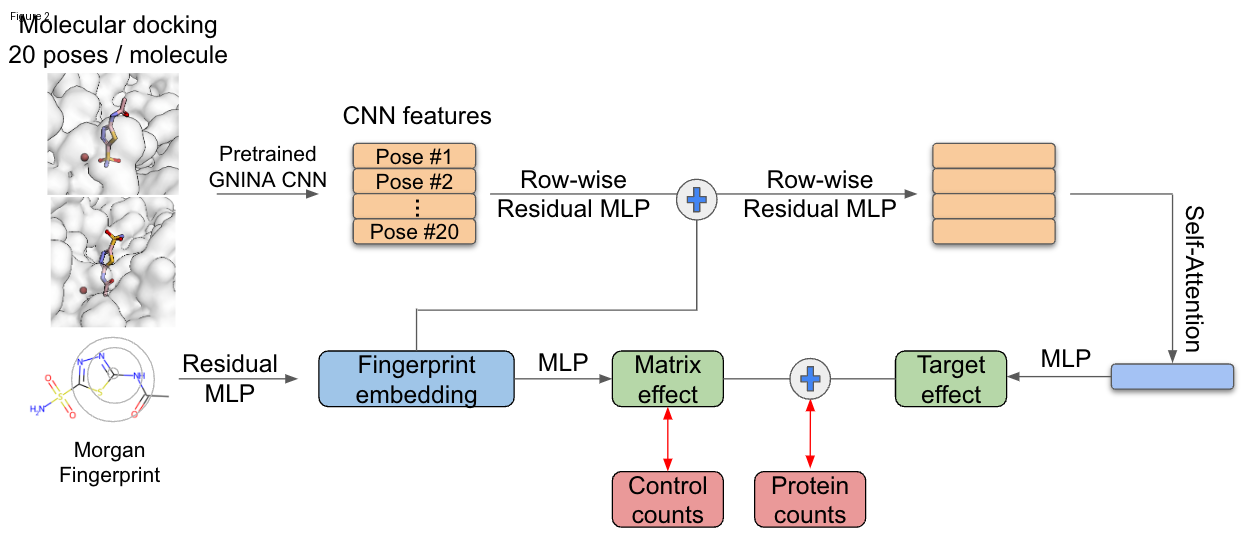 Figure 2
Molecular docking
20 poses / molecule
CNN features
Pretrained
GNINA CNN
Pose #1
Pose #2
⋮
Pose #20
Row-wise
Residual MLP
Row-wise
Residual MLP
Self-Attention
N
N
S
NH
O
O
S
O
H₂N
Residual
MLP
Morgan
Fingerprint
Fingerprint
embedding
MLP
Matrix
effect
Target
effect
MLP
Control
counts
Protein
counts